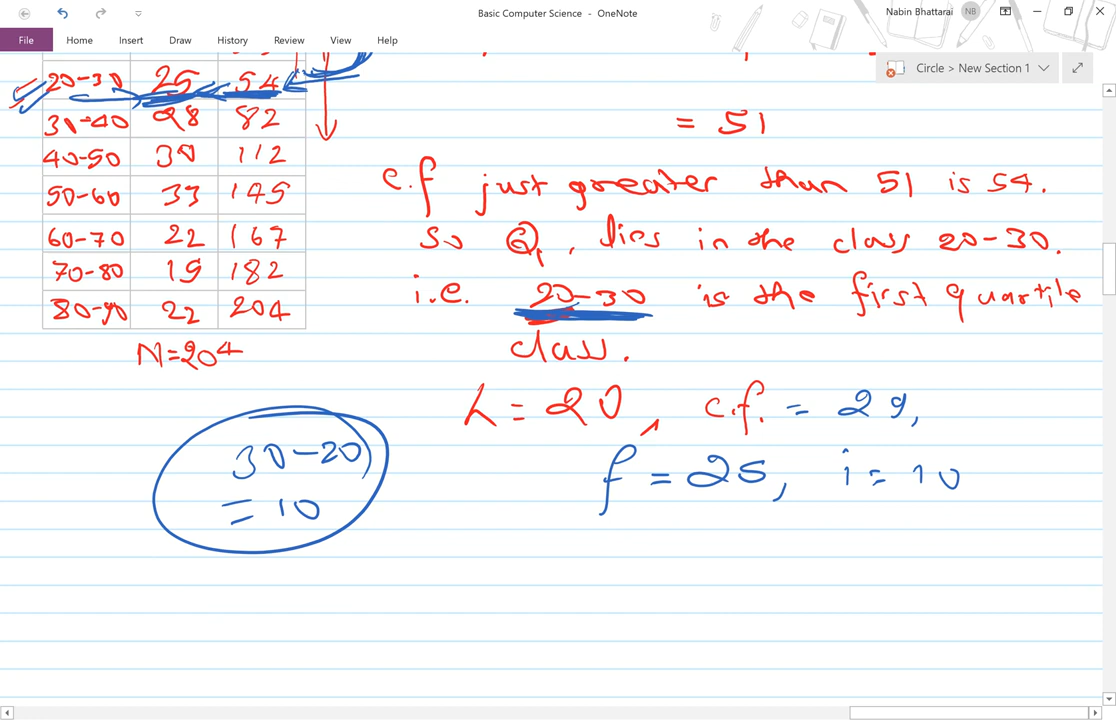 Basic Computer Science - OneNote
Nabin Bhattarai NB
File Home Insert Draw History Review View Help
Circle > New Section 1
20-30 25 54
30-40 28 82
40-50 30 112
50-60 33 145
60-70 22 167
70-80 15 182
80-90 22 204
N=204
= 51
c.f just greater than 51 is 54.
So Q₁ lies in the class 20-30.
i.e. 20-30 is the first quartile
class.
L = 20, c.f. = 29,
f = 25, i = 10
30-20
= 10